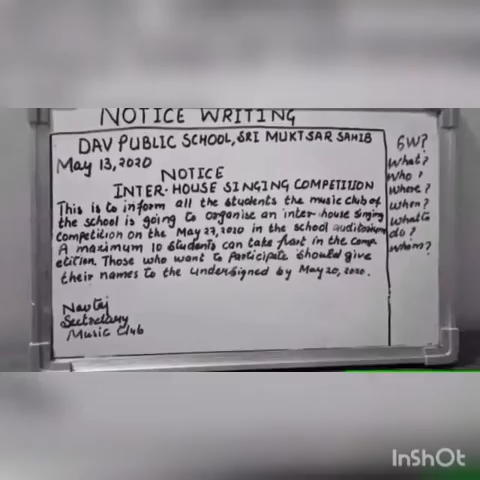 NOTICE WRITING
DAV PUBLIC SCHOOL, SRI MUKTSAR SAHIB
May 13, 2020
NOTICE
INTER-HOUSE SINGING COMPETITION
This is to inform all the students the music club of
the school is going to organise an inter-house singing
competition on the May 27, 2020 in the school auditorium
A maximum 10 students can take part in the comp
etition. Those who want to participate should give
their names to the undersigned by May 20, 2020.
Navtej
Secretary
Music Club
6W?
What?
Who?
Where?
When?
What to
do?
Whom?
InShOt